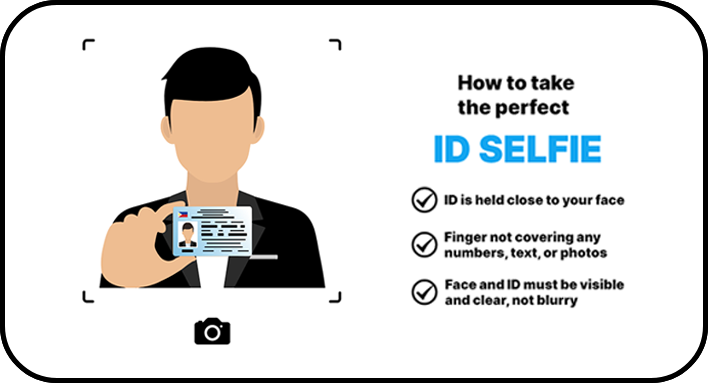 How to take
the perfect
ID SELFIE
ID is held close to your face
Finger not covering any
numbers, text, or photos
Face and ID must be visible
and clear, not blurry